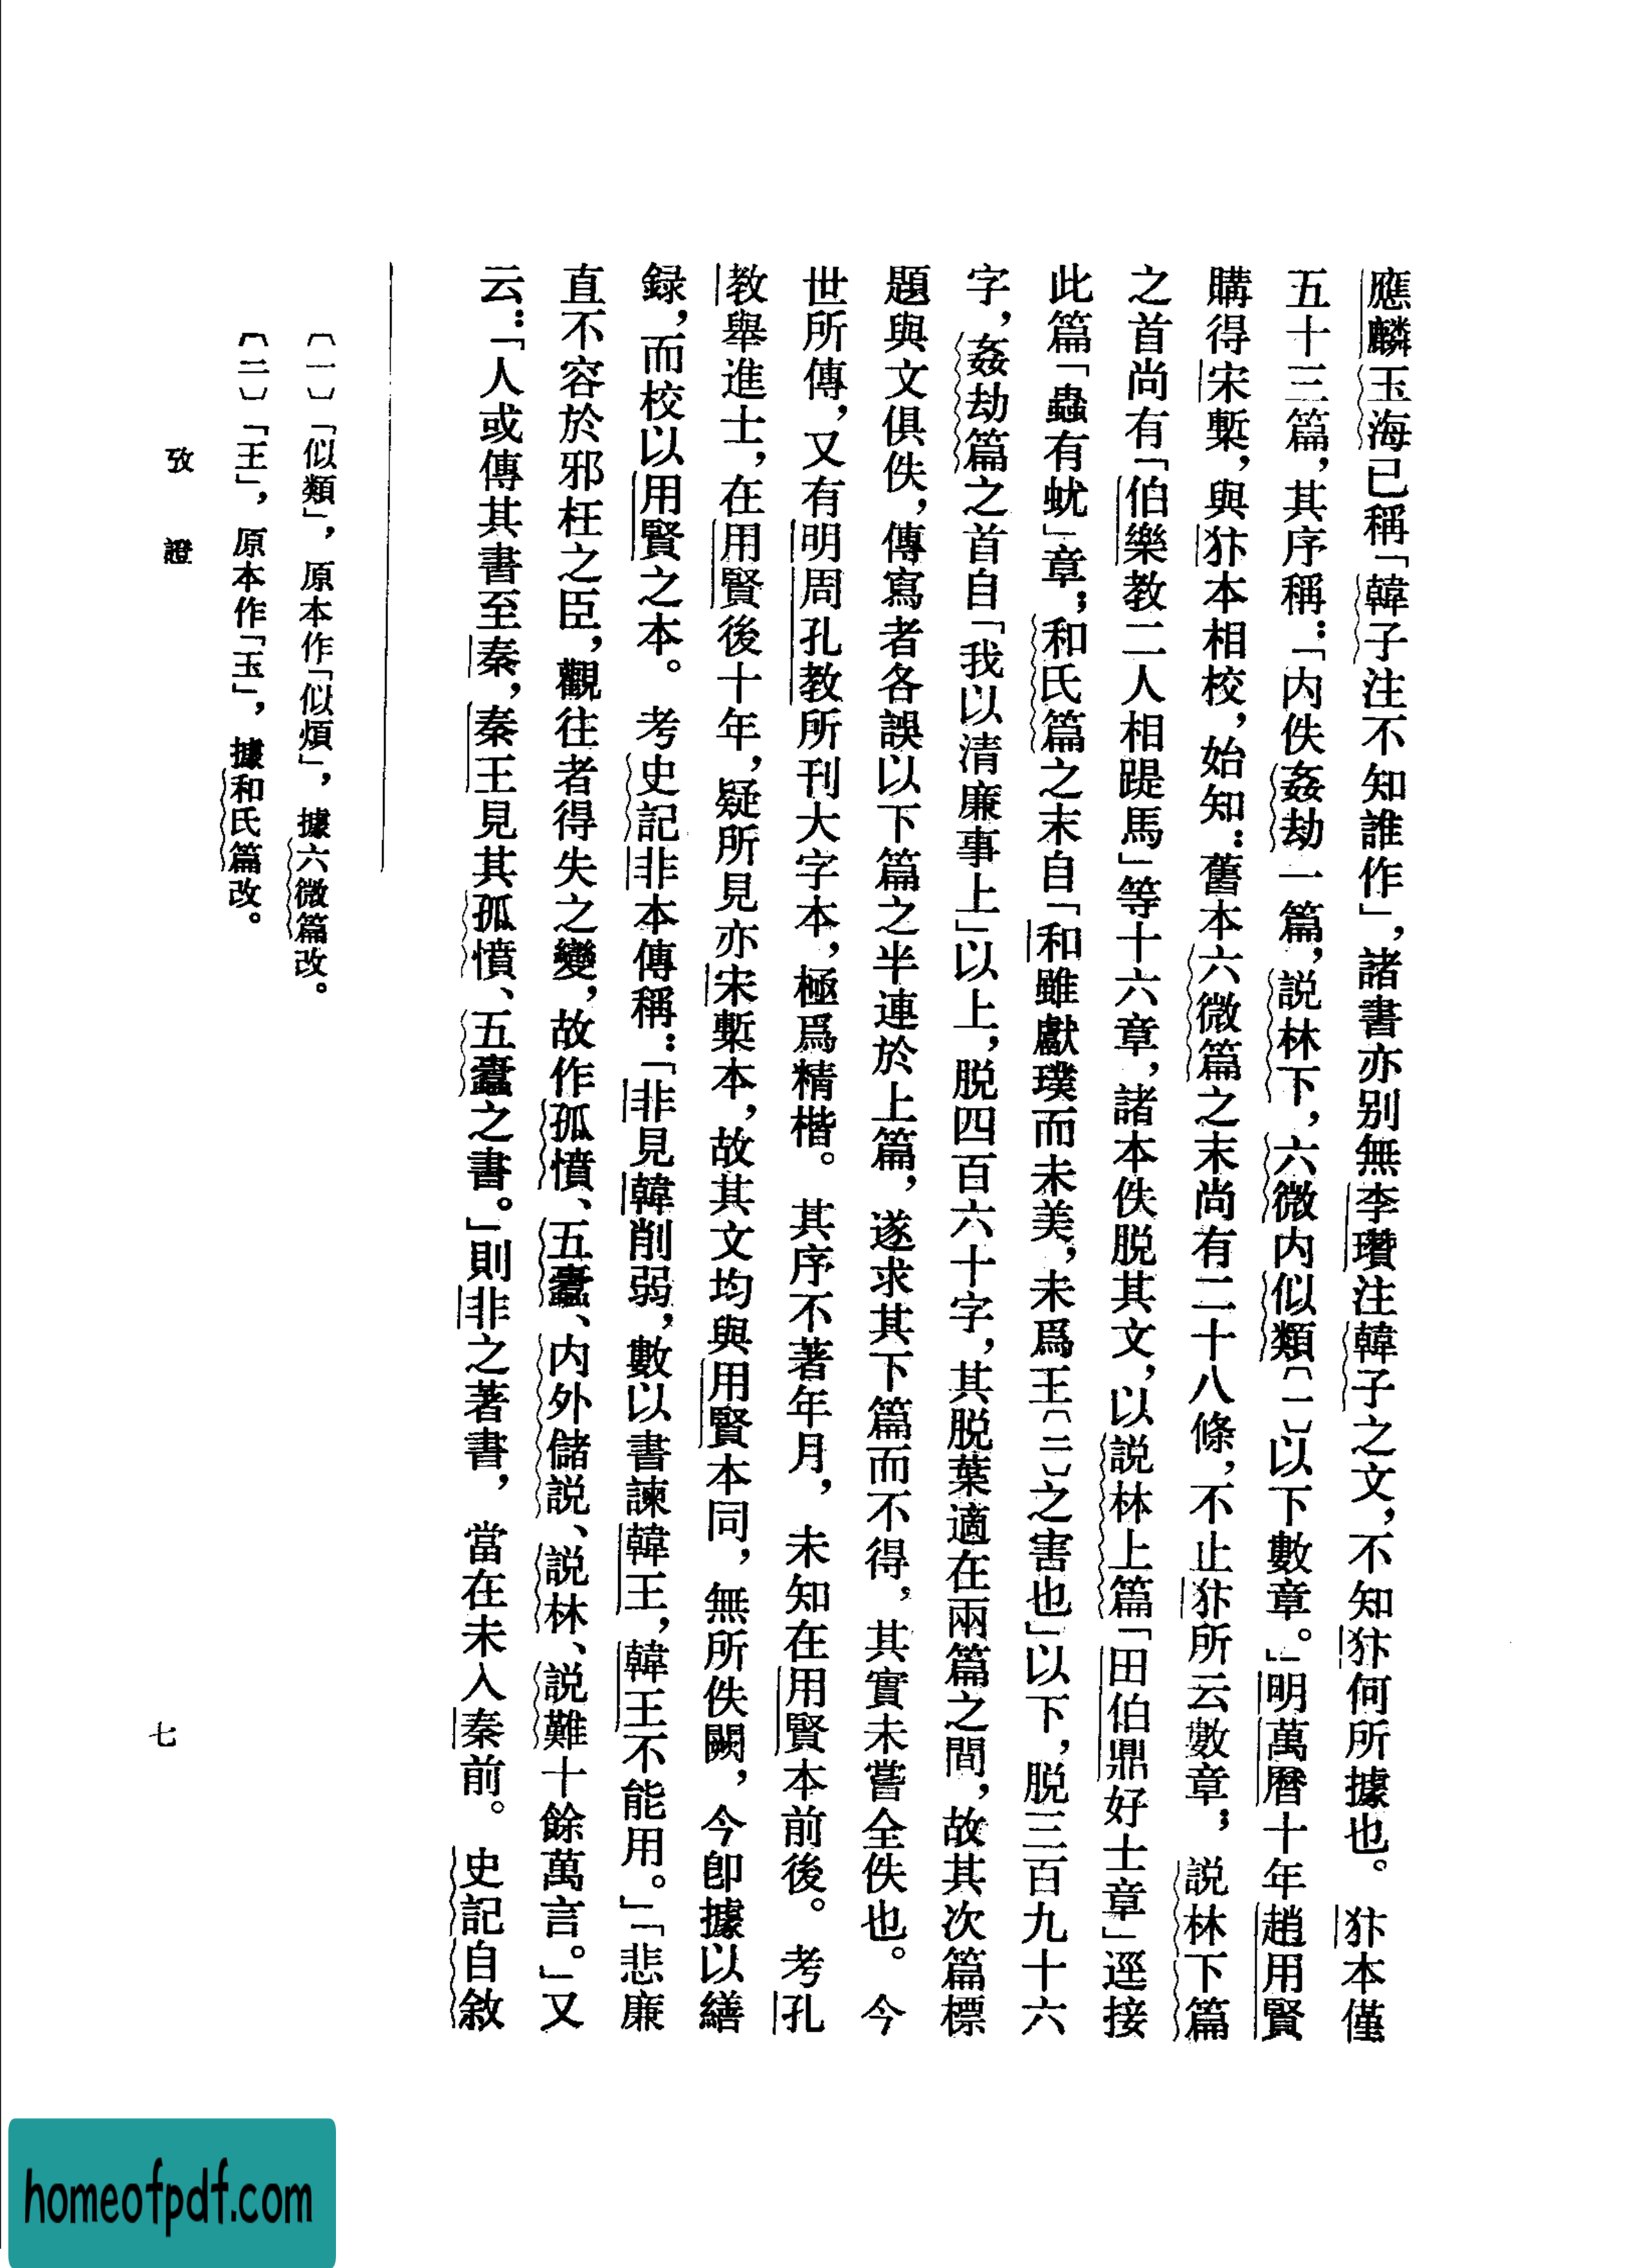 應麟玉海已稱「韓子注不知誰作」，諸書亦别無李瓚注韓子之文，不知犿何所據也。犿本僅
五十三篇，其序稱：「内佚姦劫一篇，説林下，六微内似類〔一〕以下數章。」明萬曆十年趙用賢
購得宋槧，與犿本相校，始知：舊本六微篇之末尚有二十八條，不止犿所云數章；説林下篇
之首尚有「伯樂教二人相踶馬」等十六章，諸本佚脱其文，以説林上篇「田伯鼎好士章」逕接
此篇「蟲有蚘」章；和氏篇之末自「和雖獻璞而未美，未爲王〔二〕之害也」以下，脱三百九十六
字，姦劫篇之首自「我以清廉事上」以上，脱四百六十字，其脱葉適在兩篇之間，故其次篇標
題與文俱佚，傳寫者各誤以下篇之半連於上篇，遂求其下篇而不得，其實未嘗全佚也。今
世所傳，又有明周孔教所刊大字本，極爲精楷。其序不著年月，未知在用賢本前後。考孔
教舉進士，在用賢後十年，疑所見亦宋槧本，故其文均與用賢本同，無所佚闕，今卽據以繕
録，而校以用賢之本。考史記非本傳稱：「非見韓削弱，數以書諫韓王，韓王不能用。」「悲廉
直不容於邪枉之臣，觀往者得失之變，故作孤憤、五蠹、内外儲説、説林、説難十餘萬言。」又
云：「人或傳其書至秦，秦王見其孤憤、五蠹之書。」則非之著書，當在未入秦前。史記自敘
〔一〕「似類」，原本作「似煩」，據六微篇改。
〔二〕「王」，原本作「玉」，據和氏篇改。
攷證
七
homeofpdf.com